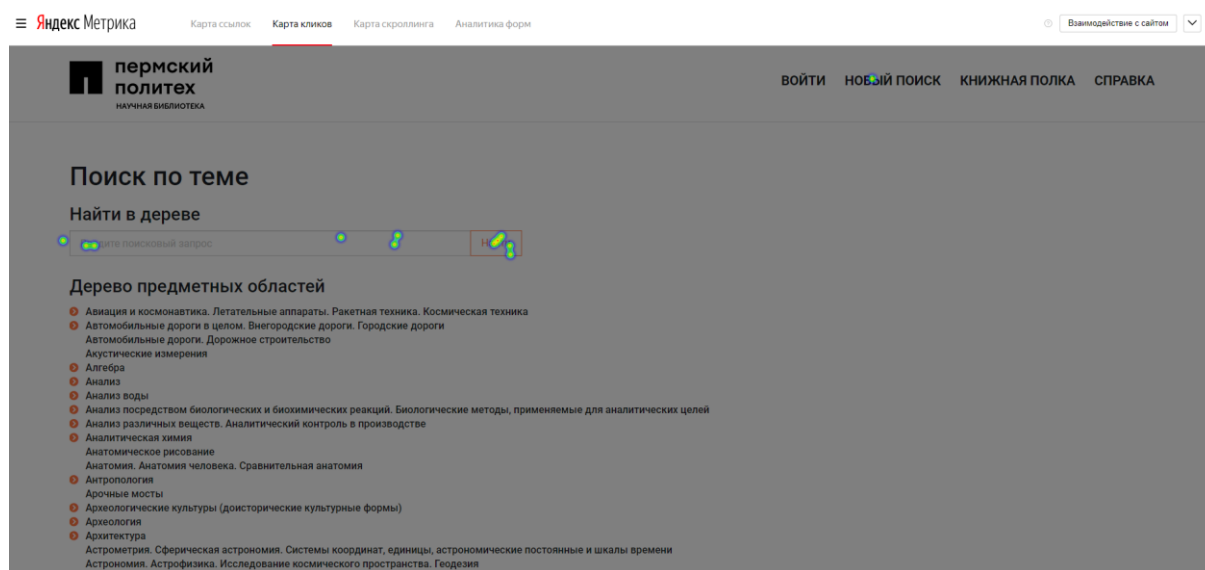 Яндекс Метрика
Карта ссылок Карта кликов Карта скроллинга Аналитика форм
Взаимодействие с сайтом
пермский
политех
НАУЧНАЯ БИБЛИОТЕКА
ВОЙТИ НОВЫЙ ПОИСК КНИЖНАЯ ПОЛКА СПРАВКА
Поиск по теме
Найти в дереве
поисковый запрос
Дерево предметных областей
Авиация и космонавтика. Летательные аппараты. Ракетная техника. Космическая техника
Автомобильные дороги в целом. Внегородские дороги. Городские дороги
Автомобильные дороги. Дорожное строительство
Акустические измерения
Алгебра
Анализ
Анализ воды
Анализ посредством биологических и биохимических реакций. Биологические методы, применяемые для аналитических целей
Анализ различных веществ. Аналитический контроль в производстве
Аналитическая химия
Анатомическое рисование
Анатомия. Анатомия человека. Сравнительная анатомия
Антропология
Арочные мосты
Археологические культуры (доисторические культурные формы)
Археология
Архитектура
Астрометрия. Сферическая астрономия. Системы координат, единицы, астрономические постоянные и шкалы времени
Астрономия. Астрофизика. Исследование космического пространства. Геодезия